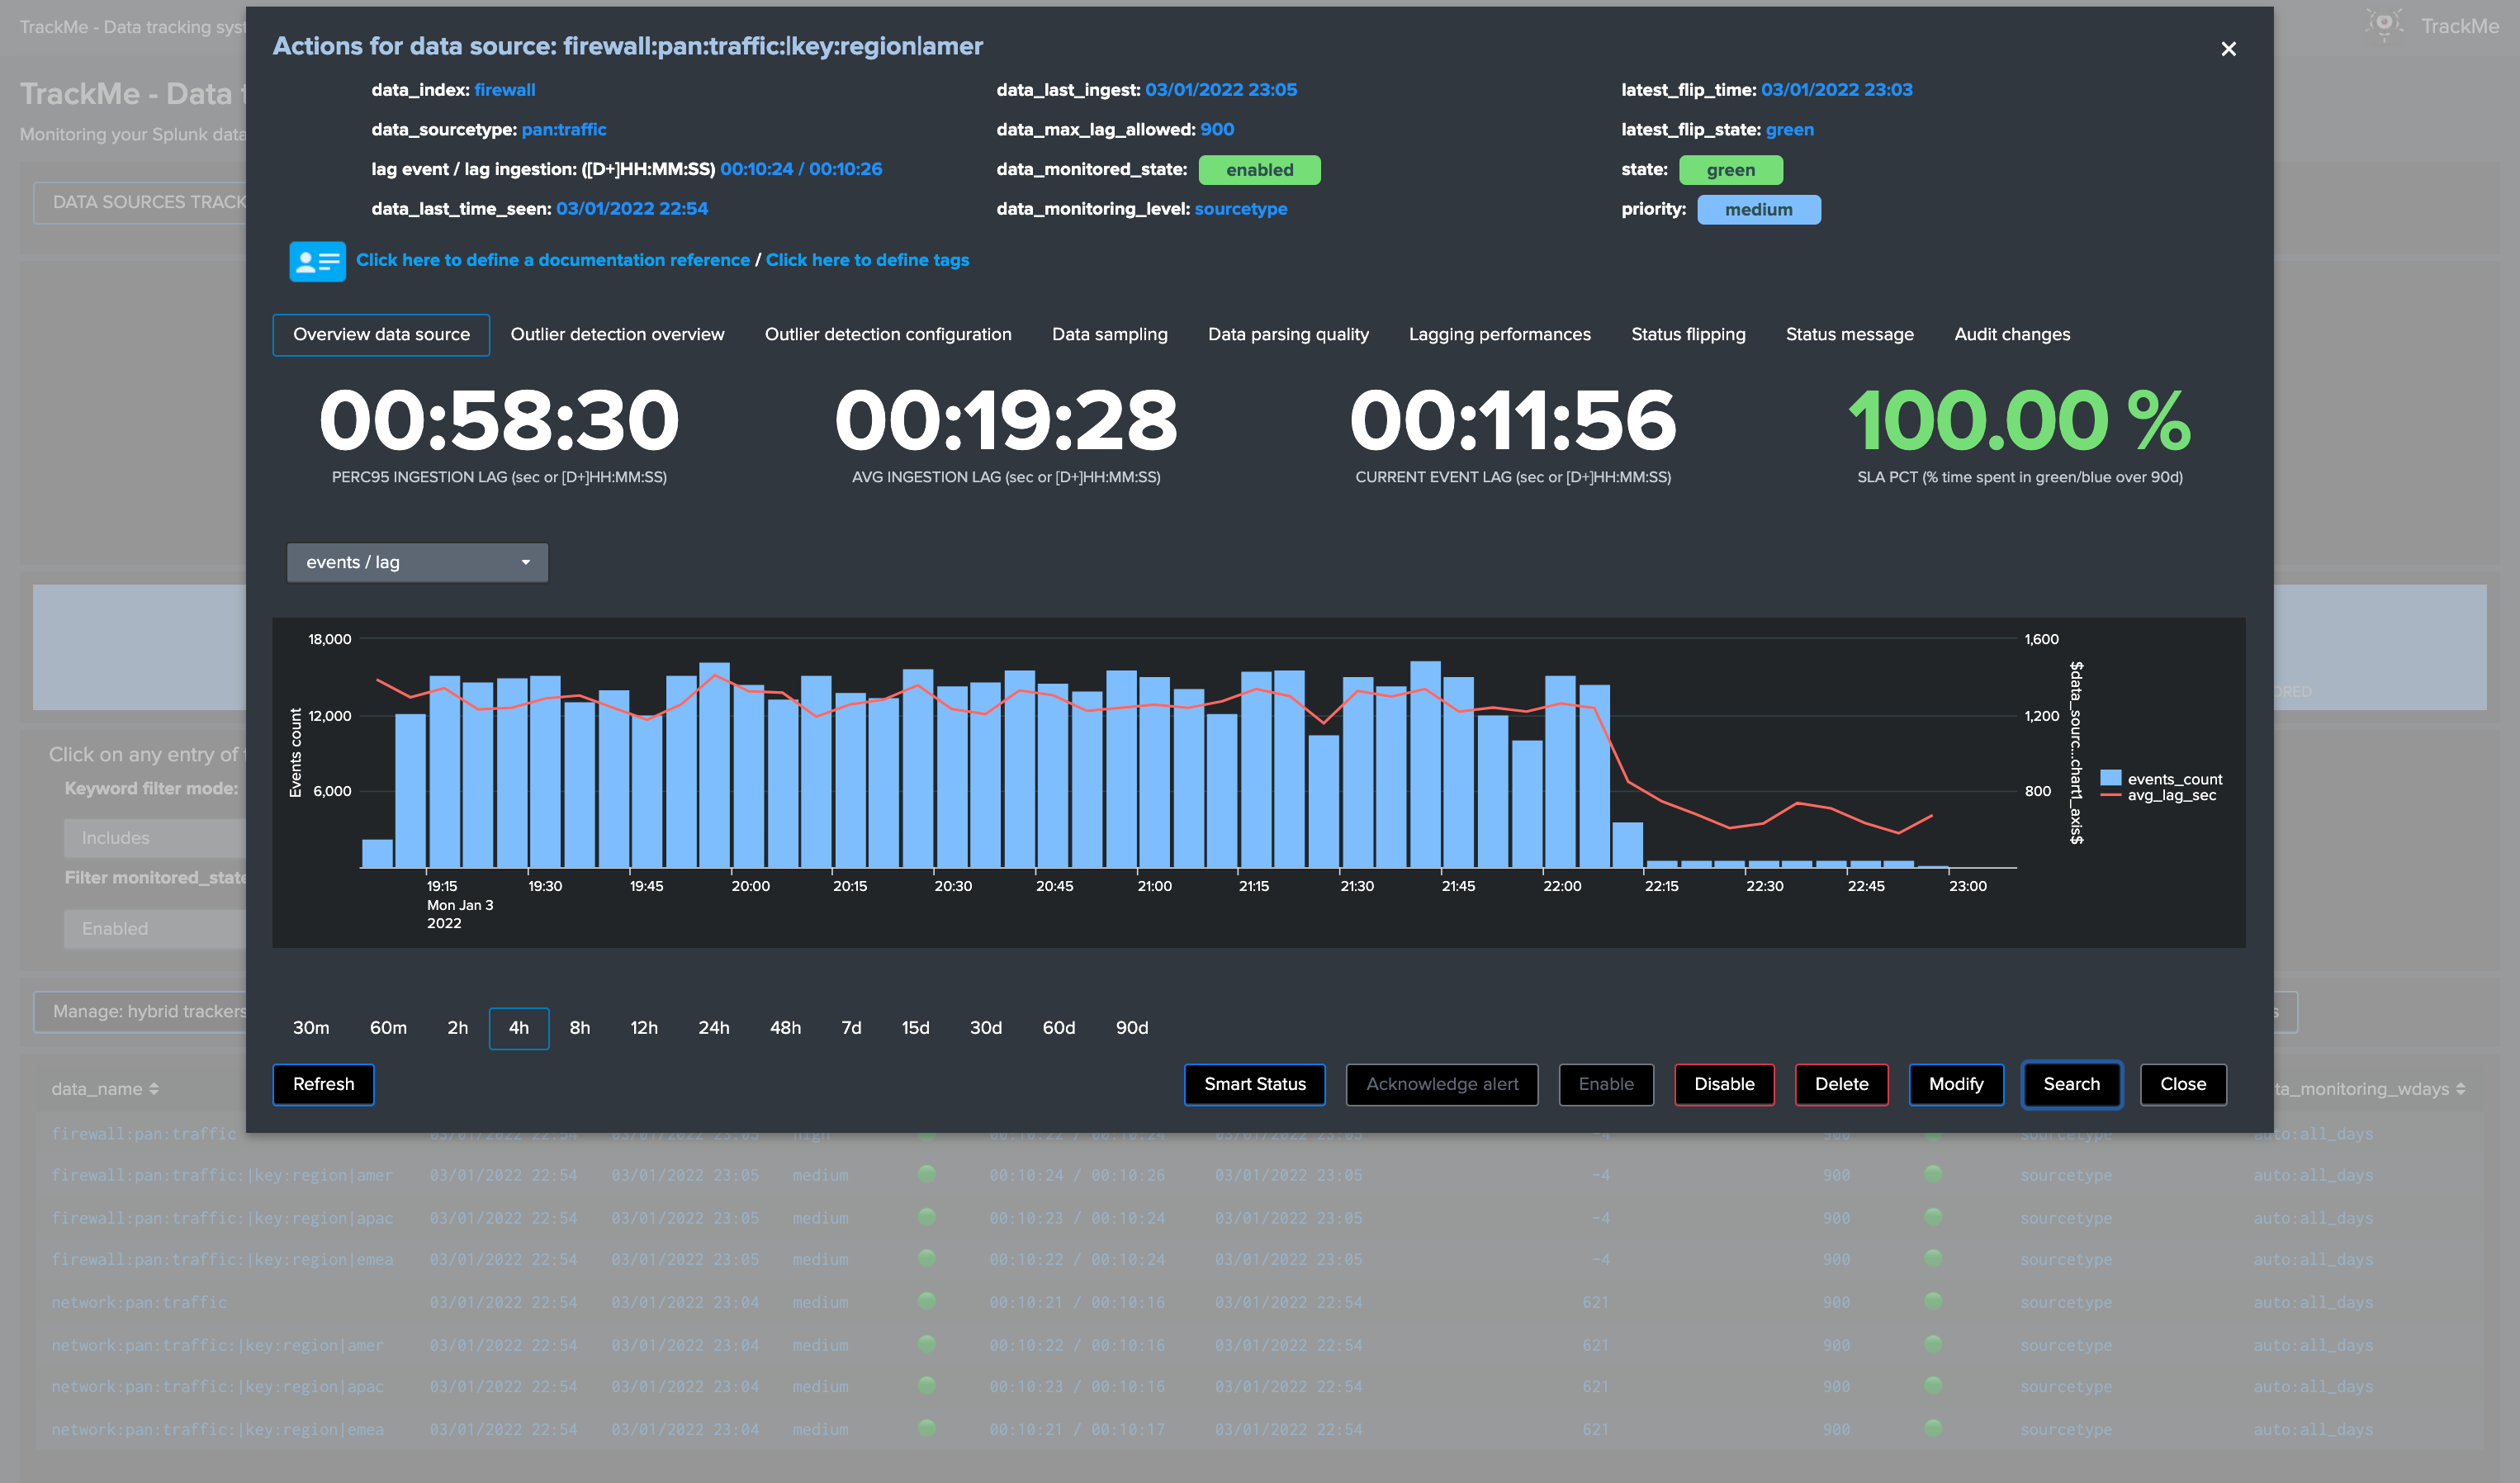 TrackMe - Data tracking syst
TrackMe
TrackMe - Data t
Monitoring your Splunk data
DATA SOURCES TRACK
Actions for data source: firewall:pan:traffic:|key:region|amer
data_index: firewall
data_last_ingest: 03/01/2022 23:05
latest_flip_time: 03/01/2022 23:03
data_sourcetype: pan:traffic
data_max_lag_allowed: 900
latest_flip_state: green
lag event / lag ingestion: ([D+]HH:MM:SS) 00:10:24 / 00:10:26
data_monitored_state: enabled
state: green
data_last_time_seen: 03/01/2022 22:54
data_monitoring_level: sourcetype
priority: medium
Click here to define a documentation reference / Click here to define tags
Overview data source Outlier detection overview Outlier detection configuration Data sampling Data parsing quality Lagging performances Status flipping Status message Audit changes
00:58:30 00:19:28 00:11:56 100.00 %
PERC95 INGESTION LAG (sec or [D+]HH:MM:SS) AVG INGESTION LAG (sec or [D+]HH:MM:SS) CURRENT EVENT LAG (sec or [D+]HH:MM:SS) SLA PCT (% time spent in green/blue over 90d)
events / lag
18,000
12,000
6,000
Events count
1,600
1,200
800
$data_sourc...chart1_axis$
events_count
avg_lag_sec
19:15 19:30 19:45 20:00 20:15 20:30 20:45 21:00 21:15 21:30 21:45 22:00 22:15 22:30 22:45 23:00
Mon Jan 3
2022
ORED
Click on any entry of t
Keyword filter mode:
Includes
Filter monitored_state
Enabled
Manage: hybrid trackers
s
30m 60m 2h 4h 8h 12h 24h 48h 7d 15d 30d 60d 90d
Refresh Smart Status Acknowledge alert Enable Disable Delete Modify Search Close
data_name ta_monitoring_wdays
firewall:pan:traffic 03/01/2022 22:54 03/01/2022 23:05 high 00:10:22 / 00:10:24 03/01/2022 23:05 -4 900 sourcetype auto:all_days
firewall:pan:traffic:|key:region|amer 03/01/2022 22:54 03/01/2022 23:05 medium 00:10:24 / 00:10:26 03/01/2022 23:05 -4 900 sourcetype auto:all_days
firewall:pan:traffic:|key:region|apac 03/01/2022 22:54 03/01/2022 23:05 medium 00:10:23 / 00:10:24 03/01/2022 23:05 -4 900 sourcetype auto:all_days
firewall:pan:traffic:|key:region|emea 03/01/2022 22:54 03/01/2022 23:05 medium 00:10:22 / 00:10:24 03/01/2022 23:05 -4 900 sourcetype auto:all_days
network:pan:traffic 03/01/2022 22:54 03/01/2022 23:04 medium 00:10:21 / 00:10:16 03/01/2022 22:54 621 900 sourcetype auto:all_days
network:pan:traffic:|key:region|amer 03/01/2022 22:54 03/01/2022 23:04 medium 00:10:22 / 00:10:16 03/01/2022 22:54 621 900 sourcetype auto:all_days
network:pan:traffic:|key:region|apac 03/01/2022 22:54 03/01/2022 23:04 medium 00:10:23 / 00:10:16 03/01/2022 22:54 621 900 sourcetype auto:all_days
network:pan:traffic:|key:region|emea 03/01/2022 22:54 03/01/2022 23:04 medium 00:10:21 / 00:10:17 03/01/2022 22:54 621 900 sourcetype auto:all_days